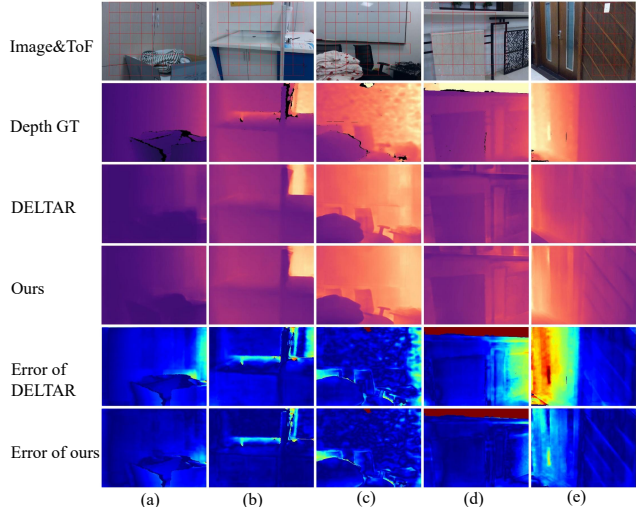 Image&ToF
Depth GT
DELTAR
Ours
Error of
DELTAR
Error of ours
(a) (b) (c) (d) (e)